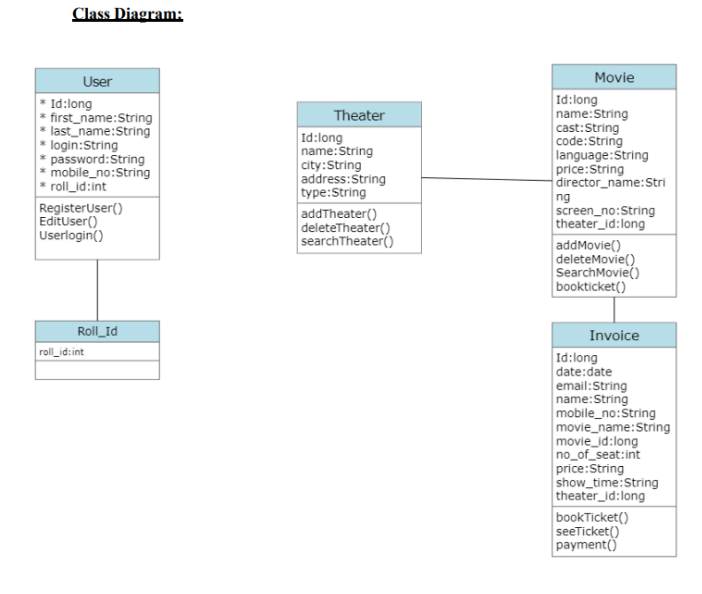 Class Diagram:
User
* Id:long
* first_name:String
* last_name:String
* login:String
* password:String
* mobile_no:String
* roll_id:int
RegisterUser()
EditUser()
Userlogin()
Roll_Id
roll_id:int
Theater
Id:long
name:String
city:String
address:String
type:String
addTheater()
deleteTheater()
searchTheater()
Movie
Id:long
name:String
cast:String
code:String
language:String
price:String
director_name:Stri
ng
screen_no:String
theater_id:long
addMovie()
deleteMovie()
SearchMovie()
bookticket()
Invoice
Id:long
date:date
email:String
name:String
mobile_no:String
movie_name:String
movie_id:long
no_of_seat:int
price:String
show_time:String
theater_id:long
bookTicket()
seeTicket()
payment()